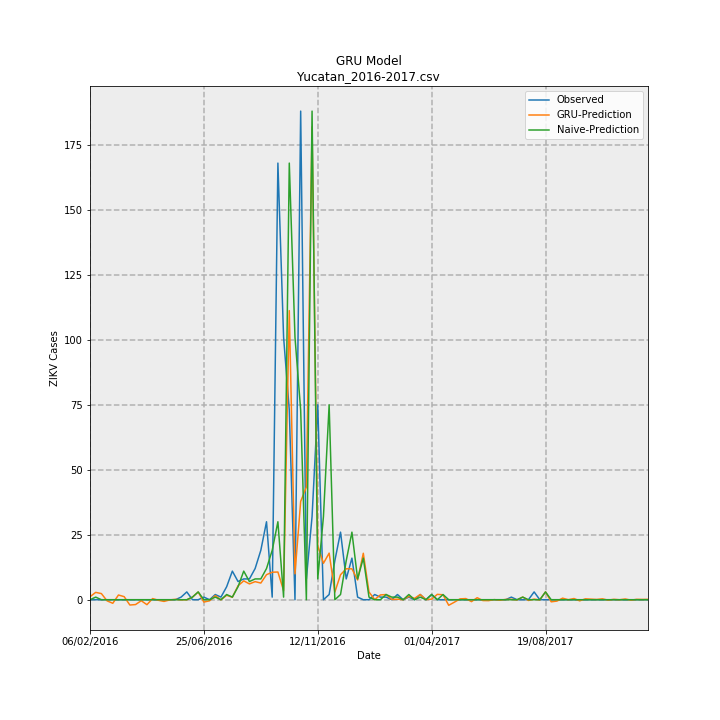 GRU Model
Yucatan_2016-2017.csv
Observed
GRU-Prediction
Naive-Prediction
ZIKV Cases
175
150
125
100
75
50
25
0
06/02/2016
25/06/2016
12/11/2016
01/04/2017
19/08/2017
Date